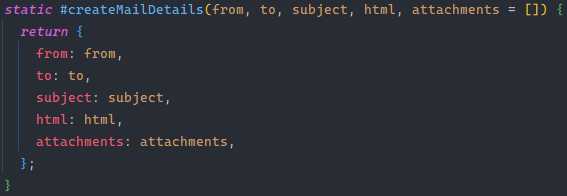 static #createMailDetails(from, to, subject, html, attachments = []) {
return {
from: from,
to: to,
subject: subject,
html: html,
attachments: attachments,
};
}